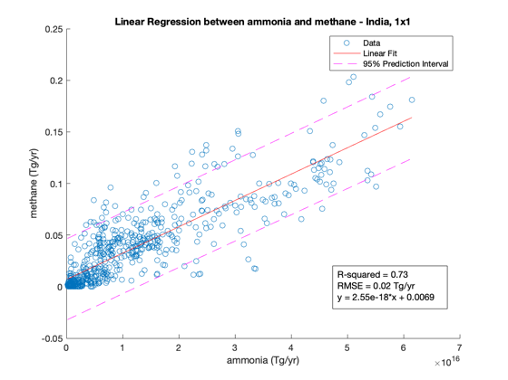 Linear Regression between ammonia and methane - India, 1x1
0.25
0.2
0.15
0.1
0.05
0
-0.05
methane (Tg/yr)
Data
Linear Fit
95% Prediction Interval
R-squared = 0.73
RMSE = 0.02 Tg/yr
y = 2.55e-18*x + 0.0069
0 1 2 3 4 5 6 7
ammonia (Tg/yr)
×10^16